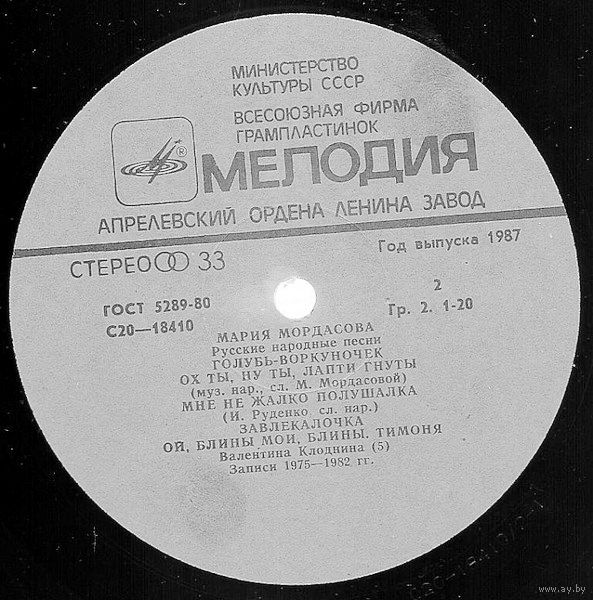 МИНИСТЕРСТВО
КУЛЬТУРЫ СССР
ВСЕСОЮЗНАЯ ФИРМА
ГРАМПЛАСТИНОК
®
МЕЛОДИЯ
АПРЕЛЕВСКИЙ ОРДЕНА ЛЕНИНА ЗАВОД
СТЕРЕО 33
Год выпуска 1987
ГОСТ 5289-80
С20—18410
2
Гр. 2. 1-20
МАРИЯ МОРДАСОВА
Русские народные песни
ГОЛУБЬ-ВОРКУНОЧЕК
ОХ ТЫ, НУ ТЫ, ЛАПТИ ГНУТЫ
(муз. нар., сл. М. Мордасовой)
МНЕ НЕ ЖАЛКО ПОЛУШАЛКА
(И. Руденко, сл. нар.)
ЗАВЛЕКАЛОЧКА
ОЙ, БЛИНЫ МОИ, БЛИНЫ. ТИМОНЯ
Валентина Клоднина (5)
Записи 1975—1982 гг.
www.ay.by